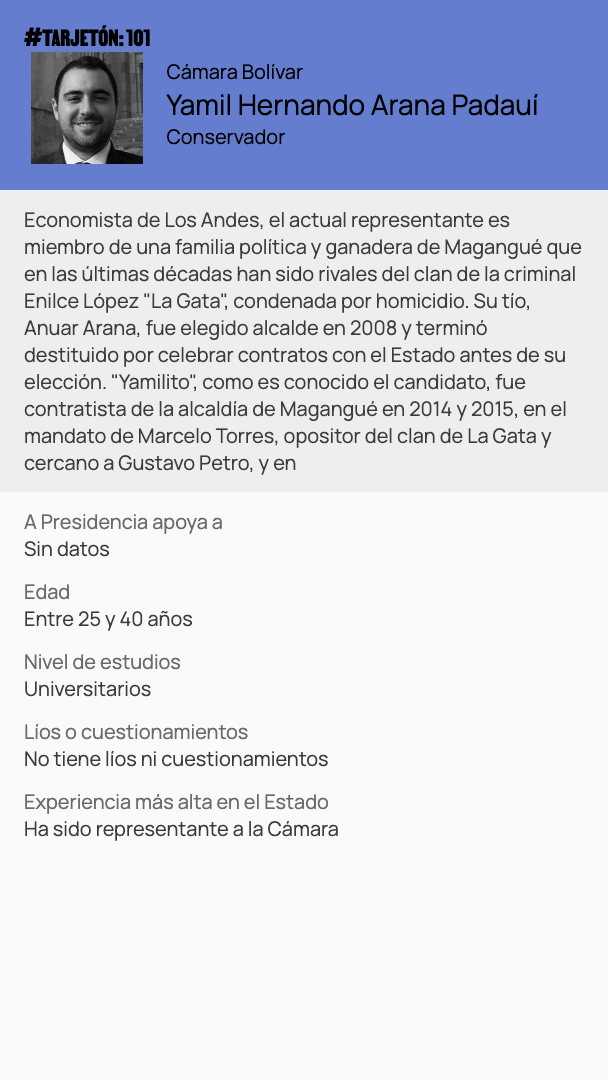 #TARJETÓN: 101
Cámara Bolívar
Yamil Hernando Arana Padauí
Conservador
Economista de Los Andes, el actual representante es
miembro de una familia política y ganadera de Magangué que
en las últimas décadas han sido rivales del clan de la criminal
Enilce López "La Gata", condenada por homicidio. Su tío,
Anuar Arana, fue elegido alcalde en 2008 y terminó
destituido por celebrar contratos con el Estado antes de su
elección. "Yamilito", como es conocido el candidato, fue
contratista de la alcaldía de Magangué en 2014 y 2015, en el
mandato de Marcelo Torres, opositor del clan de La Gata y
cercano a Gustavo Petro, y en
A Presidencia apoya a
Sin datos
Edad
Entre 25 y 40 años
Nivel de estudios
Universitarios
Líos o cuestionamientos
No tiene líos ni cuestionamientos
Experiencia más alta en el Estado
Ha sido representante a la Cámara